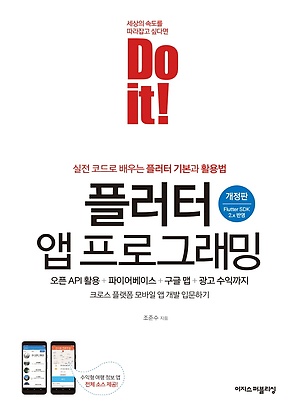 세상의 속도를
따라잡고 싶다면
Do
it!
실전 코드로 배우는 플러터 기본과 활용법
플러터
개정판
Flutter SDK
2.x 반영
앱 프로그래밍
오픈 API 활용 + 파이어베이스 + 구글 맵 + 광고 수익까지
크로스 플랫폼 모바일 앱 개발 입문하기
조준수 지음
수익형 여행 정보 앱
전체 소스 제공!
이지스퍼블리싱